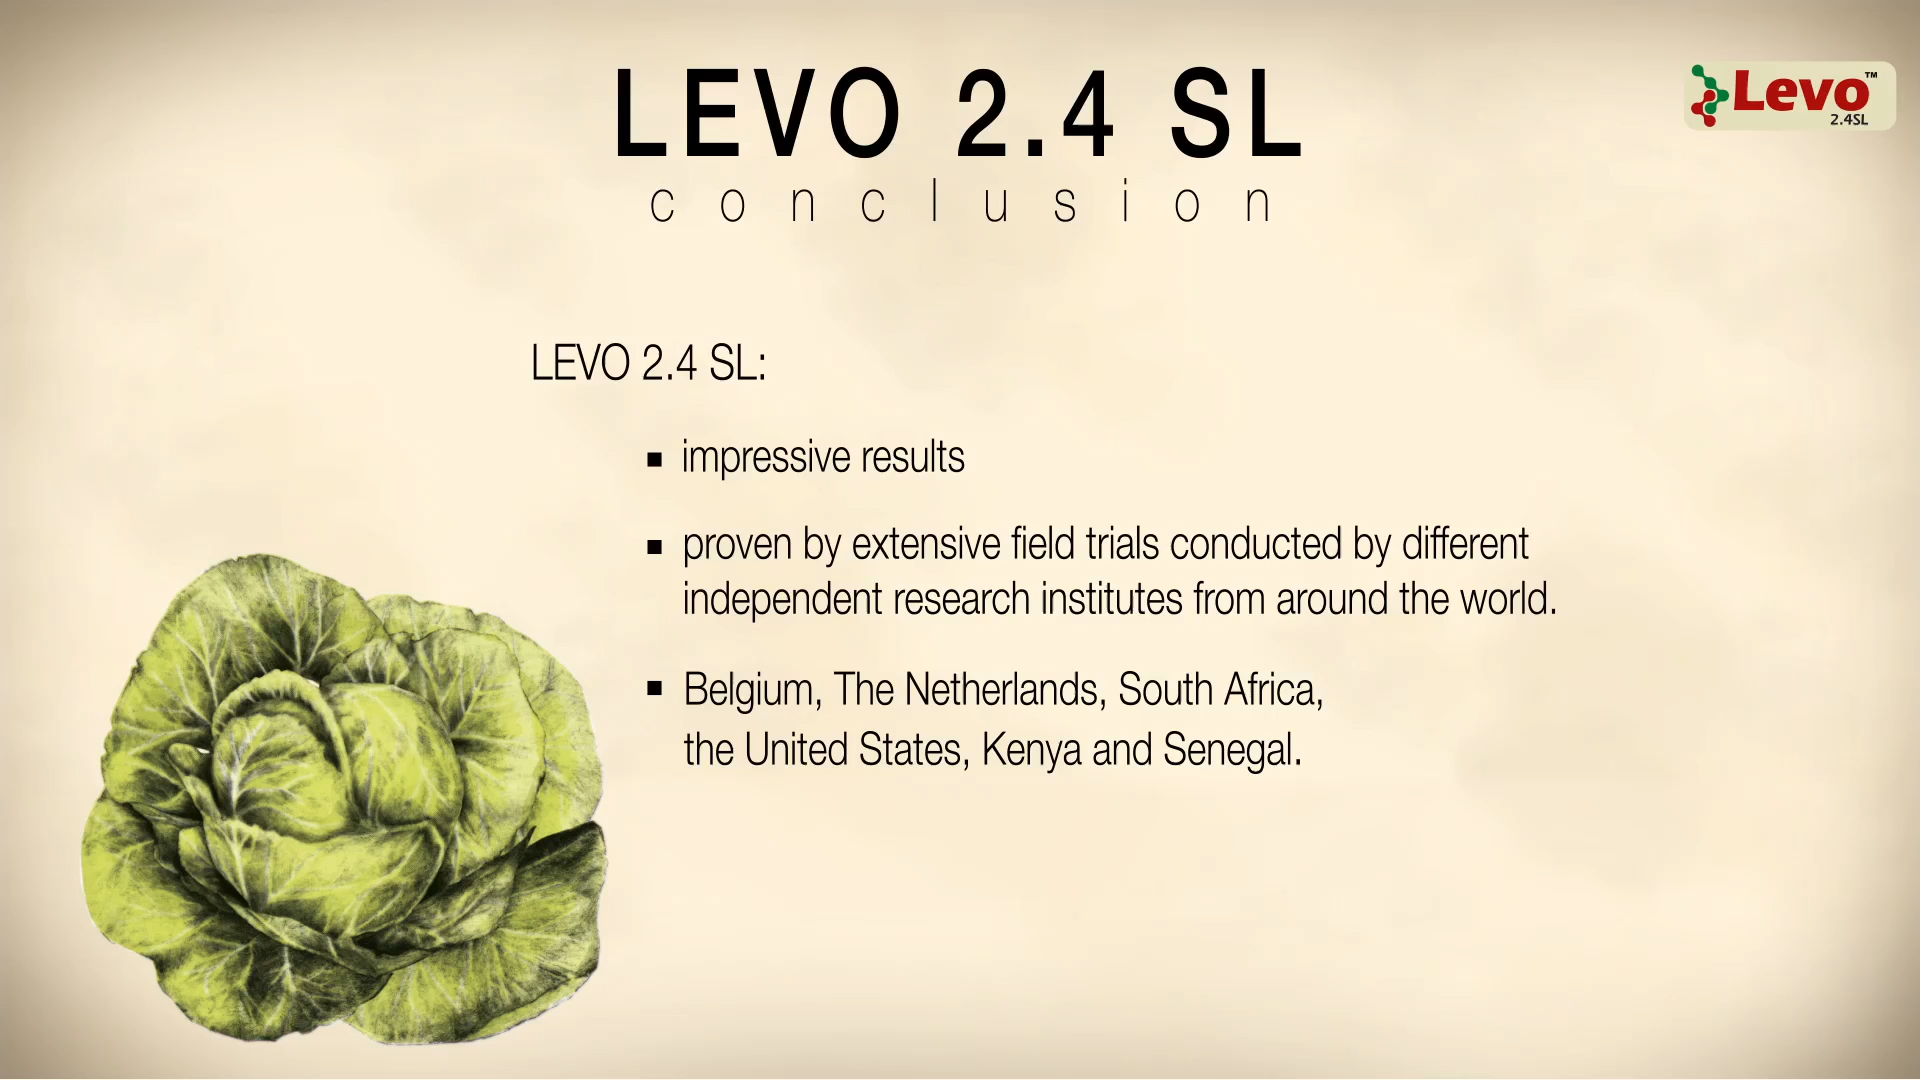 LEVO 2.4 SL
conclusion
Levo™
2.4SL
LEVO 2.4 SL:
▪ impressive results
▪ proven by extensive field trials conducted by different
independent research institutes from around the world.
▪ Belgium, The Netherlands, South Africa,
the United States, Kenya and Senegal.